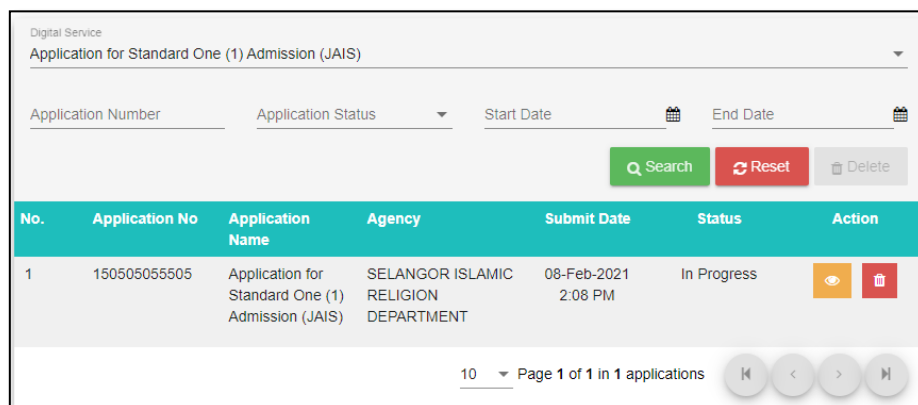 Digital Service
Application for Standard One (1) Admission (JAIS)
Application Number Application Status Start Date End Date
Search Reset Delete
No. Application No Application Name Agency Submit Date Status Action
1 150505055505 Application for Standard One (1) Admission (JAIS) SELANGOR ISLAMIC RELIGION DEPARTMENT 08-Feb-2021 2:08 PM In Progress
10 Page 1 of 1 in 1 applications